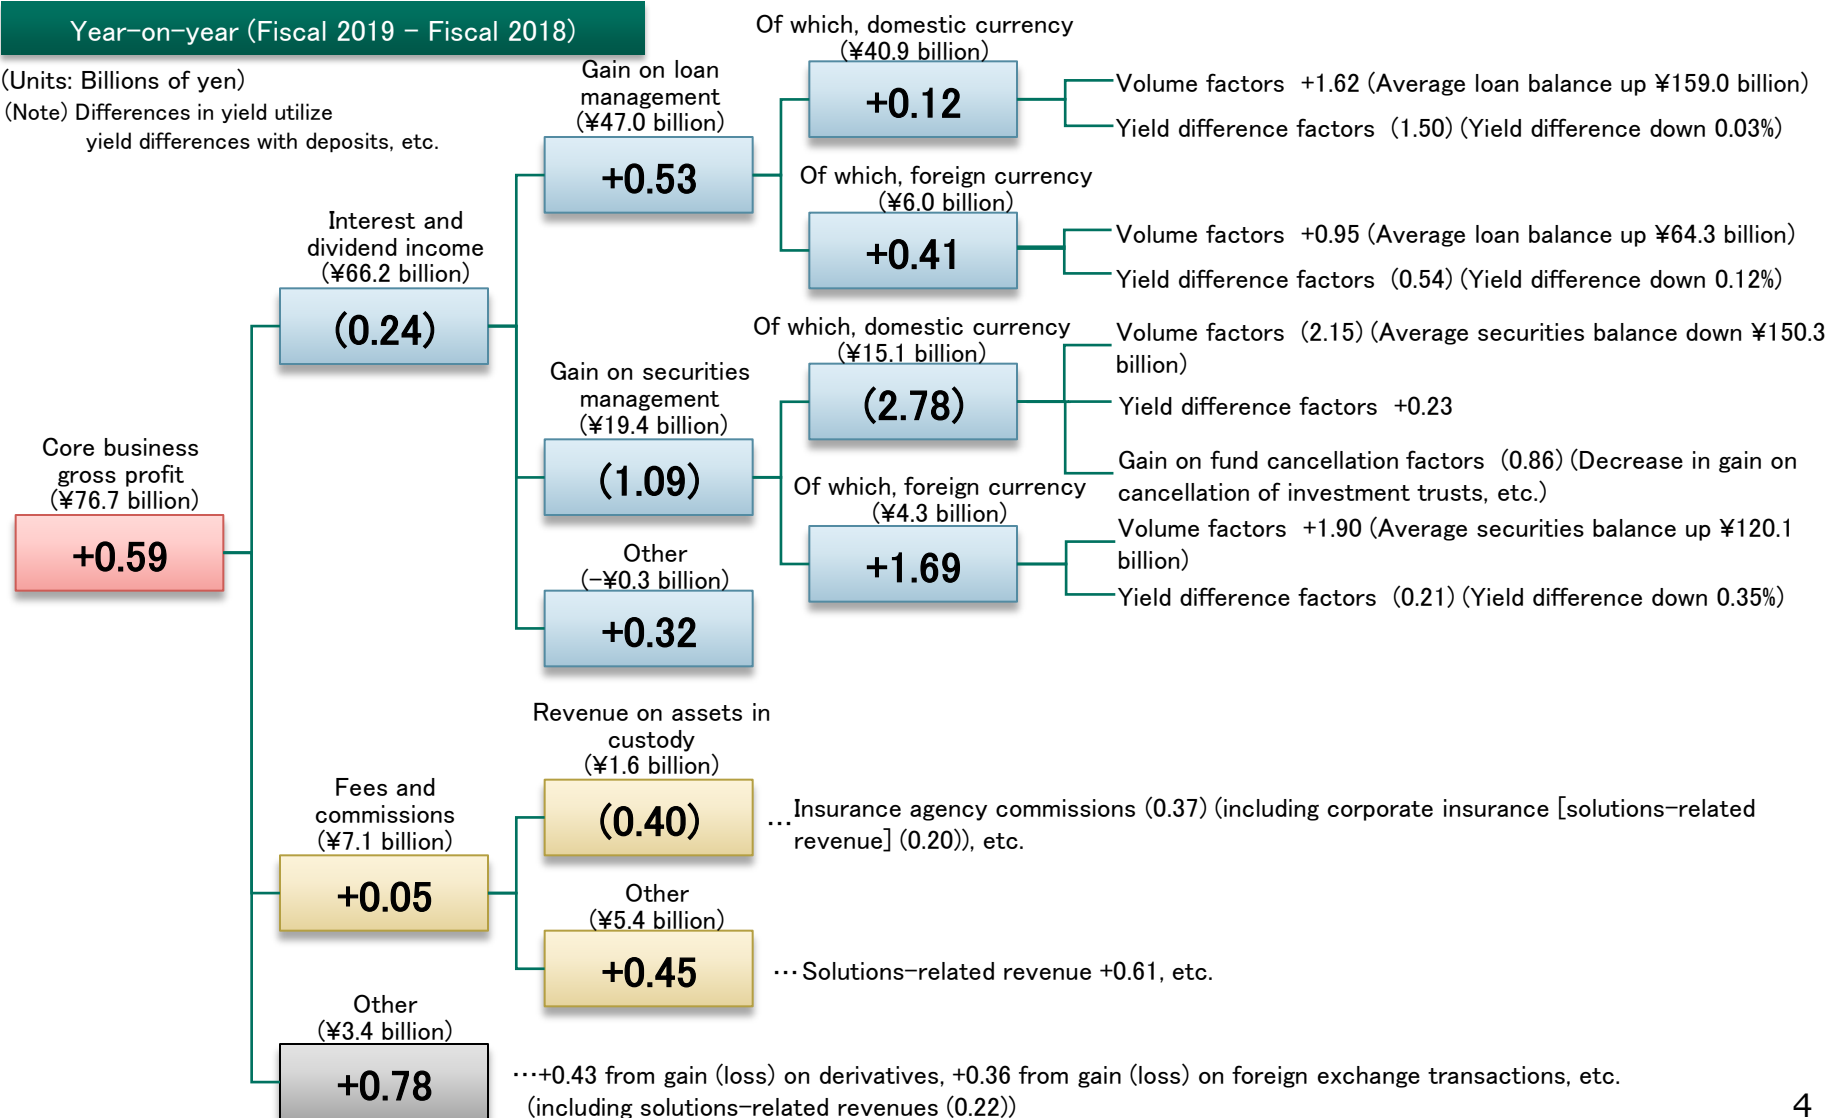 Year-on-year (Fiscal 2019 - Fiscal 2018)
(Units: Billions of yen)
(Note) Differences in yield utilize
yield differences with deposits, etc.
Core business
gross profit
(¥76.7 billion)
+0.59
Interest and
dividend income
(¥66.2 billion)
(0.24)
Gain on loan
management
(¥47.0 billion)
+0.53
Of which, domestic currency
(¥40.9 billion)
+0.12
Volume factors +1.62 (Average loan balance up ¥159.0 billion)
Yield difference factors (1.50) (Yield difference down 0.03%)
Of which, foreign currency
(¥6.0 billion)
+0.41
Volume factors +0.95 (Average loan balance up ¥64.3 billion)
Yield difference factors (0.54) (Yield difference down 0.12%)
Gain on securities
management
(¥19.4 billion)
(1.09)
Of which, domestic currency
(¥15.1 billion)
(2.78)
Volume factors (2.15) (Average securities balance down ¥150.3
billion)
Yield difference factors +0.23
Gain on fund cancellation factors (0.86) (Decrease in gain on
cancellation of investment trusts, etc.)
Of which, foreign currency
(¥4.3 billion)
+1.69
Volume factors +1.90 (Average securities balance up ¥120.1
billion)
Yield difference factors (0.21) (Yield difference down 0.35%)
Other
(-¥0.3 billion)
+0.32
Fees and
commissions
(¥7.1 billion)
+0.05
Revenue on assets in
custody
(¥1.6 billion)
(0.40)
…Insurance agency commissions (0.37) (including corporate insurance [solutions-related
revenue] (0.20)), etc.
Other
(¥5.4 billion)
+0.45
…Solutions-related revenue +0.61, etc.
Other
(¥3.4 billion)
+0.78
…+0.43 from gain (loss) on derivatives, +0.36 from gain (loss) on foreign exchange transactions, etc.
(including solutions-related revenues (0.22))
4